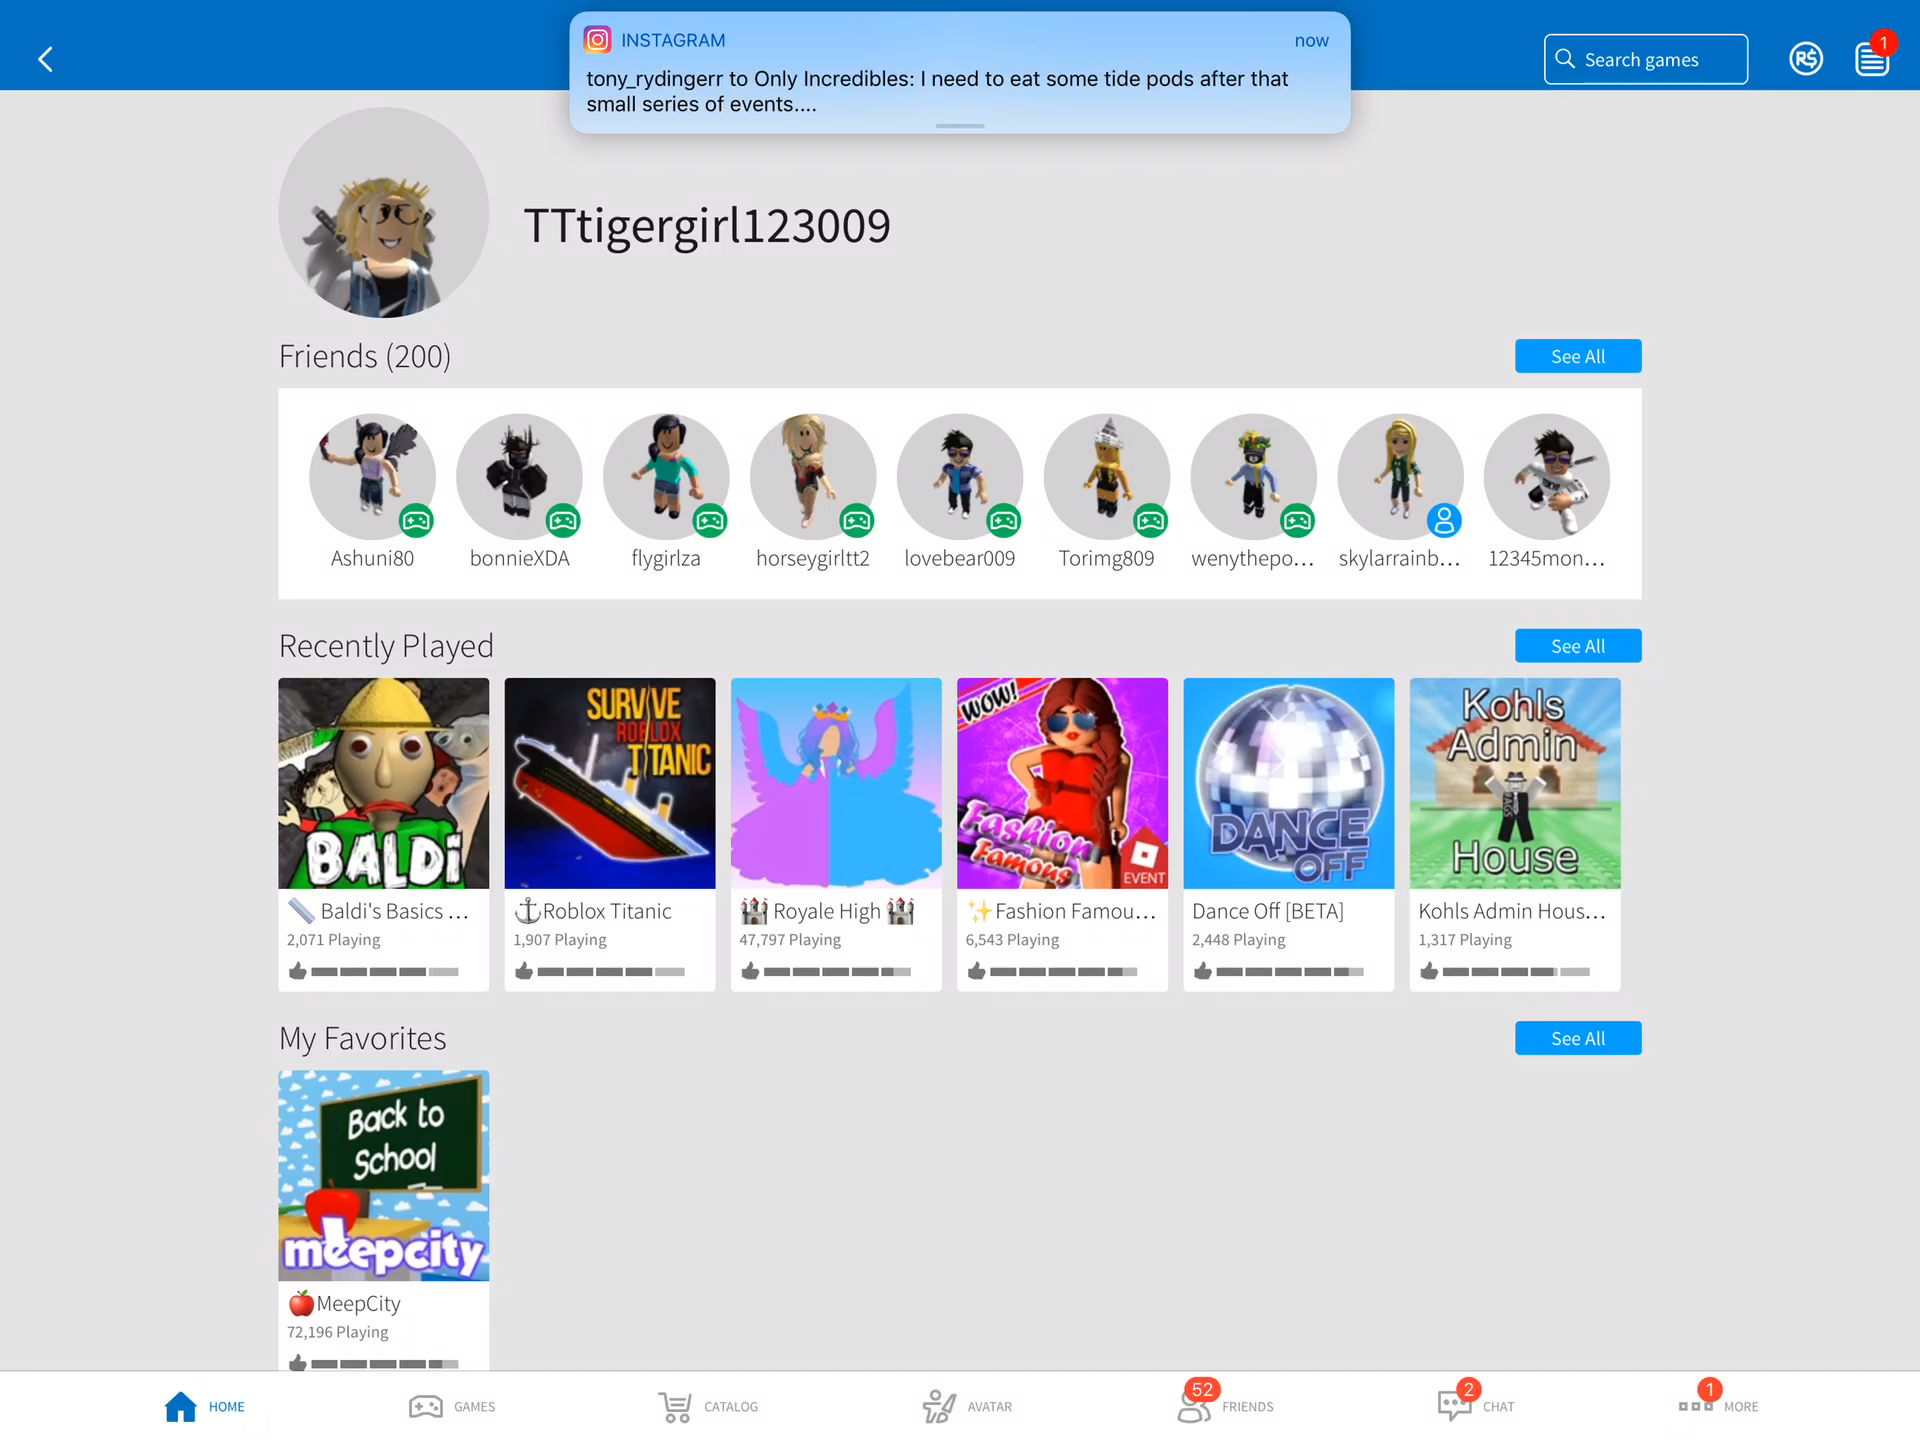 INSTAGRAM now
tony_rydingerr to Only Incredibles: I need to eat some tide pods after that
small series of events....
Search games
R$
1
TTtigergirl123009
Friends (200)
See All
Ashuni80
bonnieXDA
flygirlza
horseygirltt2
lovebear009
Torimg809
wenythepo...
skylarrainb...
12345mon...
Recently Played
See All
BALDi
SURVIVE
ROBLOX
TITANIC
WOW!
Fashion
Famous
EVENT
DANCE
OFF
Kohls
Admin
House
Baldi's Basics ...
2,071 Playing
Roblox Titanic
1,907 Playing
Royale High
47,797 Playing
Fashion Famou...
6,543 Playing
Dance Off [BETA]
2,448 Playing
Kohls Admin Hous...
1,317 Playing
My Favorites
See All
Back to
School
meepcity
MeepCity
72,196 Playing
HOME
GAMES
CATALOG
AVATAR
52
FRIENDS
2
CHAT
1
MORE